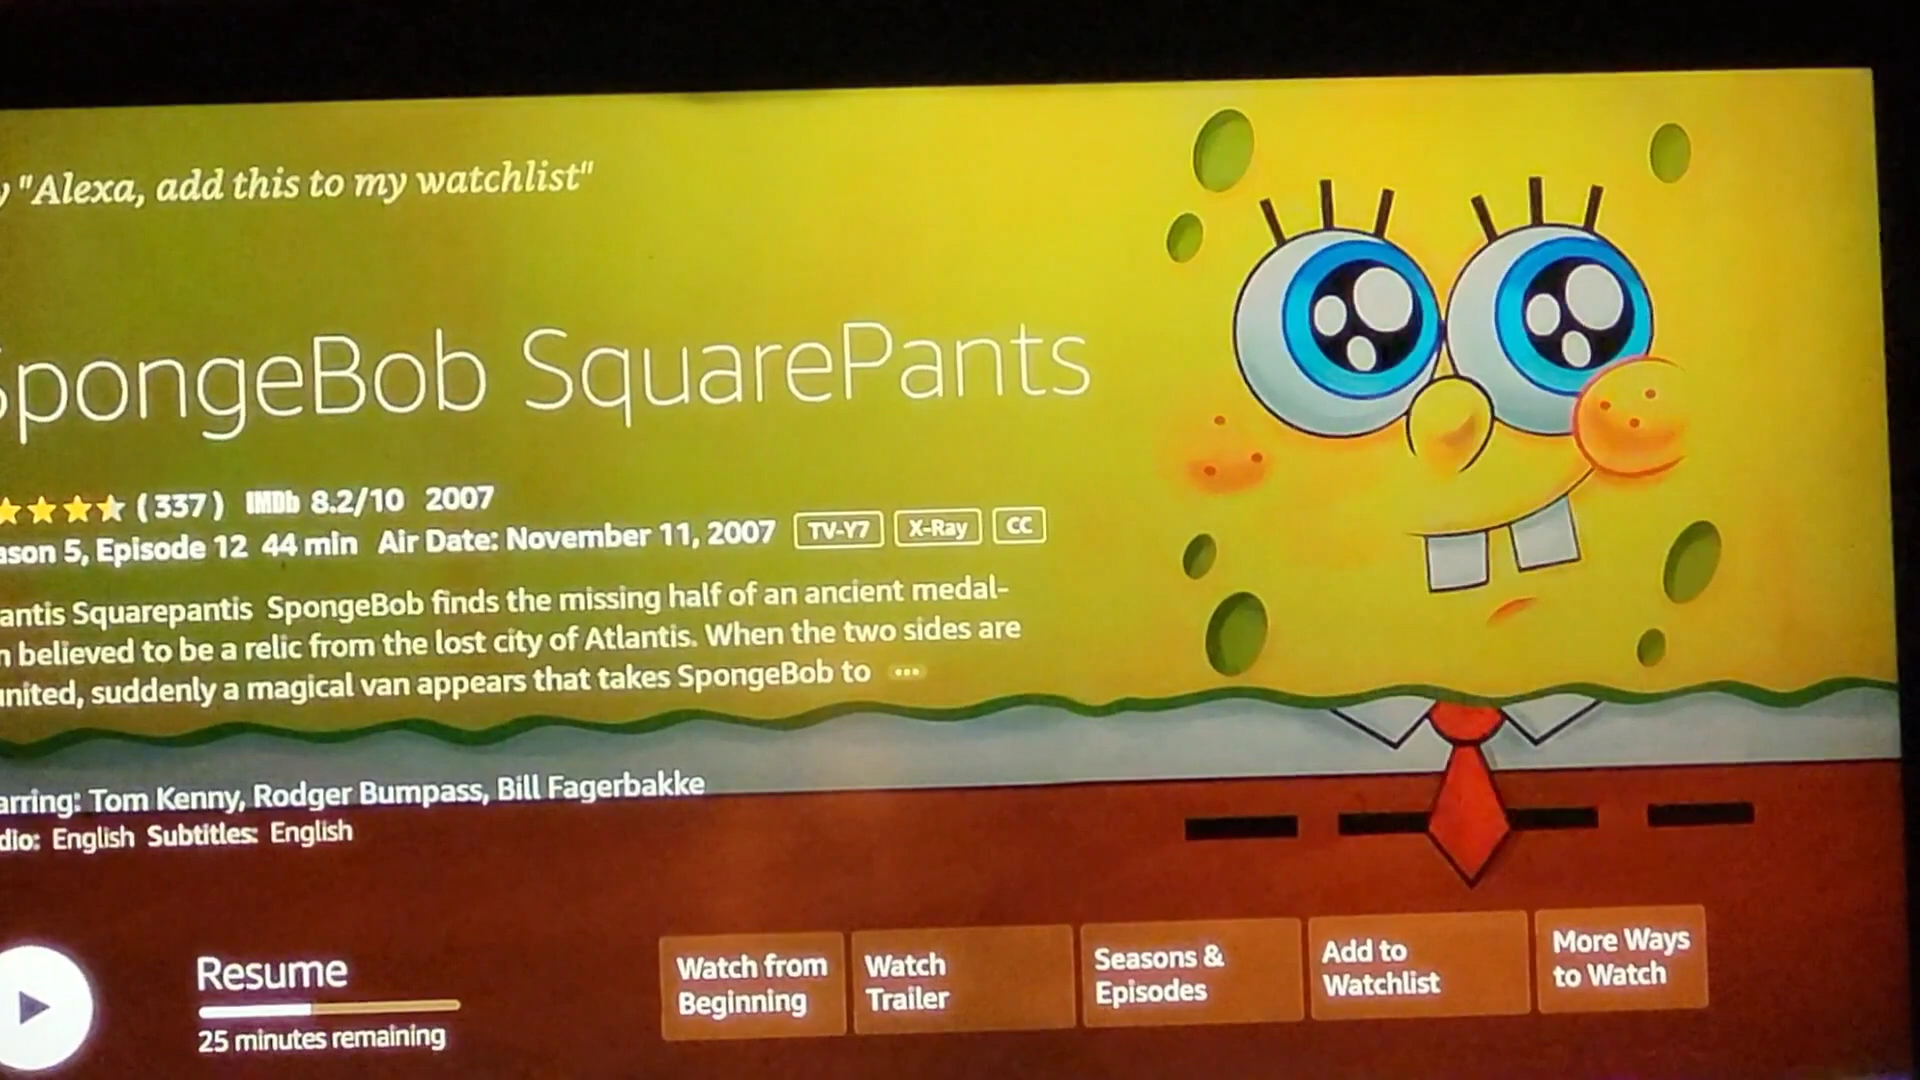 "Alexa, add this to my watchlist"
SpongeBob SquarePants
(337) IMDb 8.2/10 2007
ason 5, Episode 12 44 min Air Date: November 11, 2007 TV-Y7 X-Ray CC
antis Squarepantis SpongeBob finds the missing half of an ancient medal-
n believed to be a relic from the lost city of Atlantis. When the two sides are
nited, suddenly a magical van appears that takes SpongeBob to ...
arring: Tom Kenny, Rodger Bumpass, Bill Fagerbakke
dio: English Subtitles: English
Resume
25 minutes remaining
Watch from
Beginning
Watch
Trailer
Seasons &
Episodes
Add to
Watchlist
More Ways
to Watch